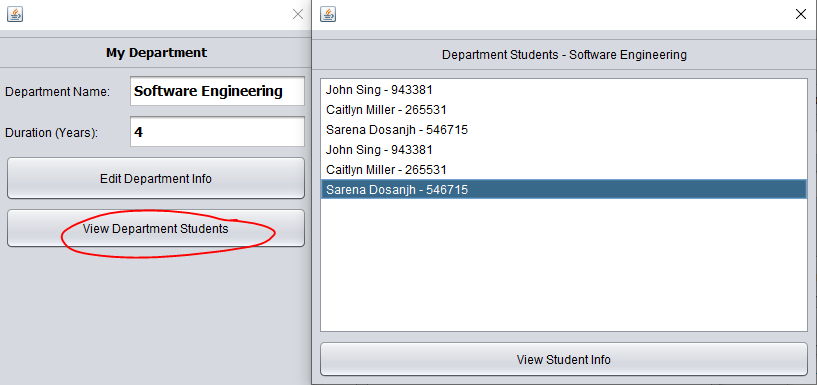 My Department
Department Name: Software Engineering
Duration (Years): 4
Edit Department Info
View Department Students
Department Students - Software Engineering
John Sing - 943381
Caitlyn Miller - 265531
Sarena Dosanjh - 546715
John Sing - 943381
Caitlyn Miller - 265531
Sarena Dosanjh - 546715
View Student Info